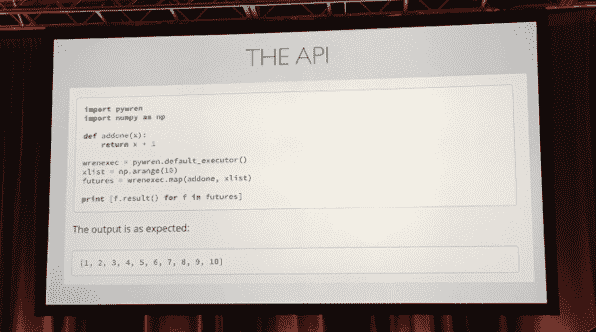 THE API
import pywren
import numpy as np
def addone(x):
return x + 1
wrenexec = pywren.default_executor()
xlist = np.arange(10)
futures = wrenexec.map(addone, xlist)
print [f.result() for f in futures]
The output is as expected:
[1, 2, 3, 4, 5, 6, 7, 8, 9, 10]